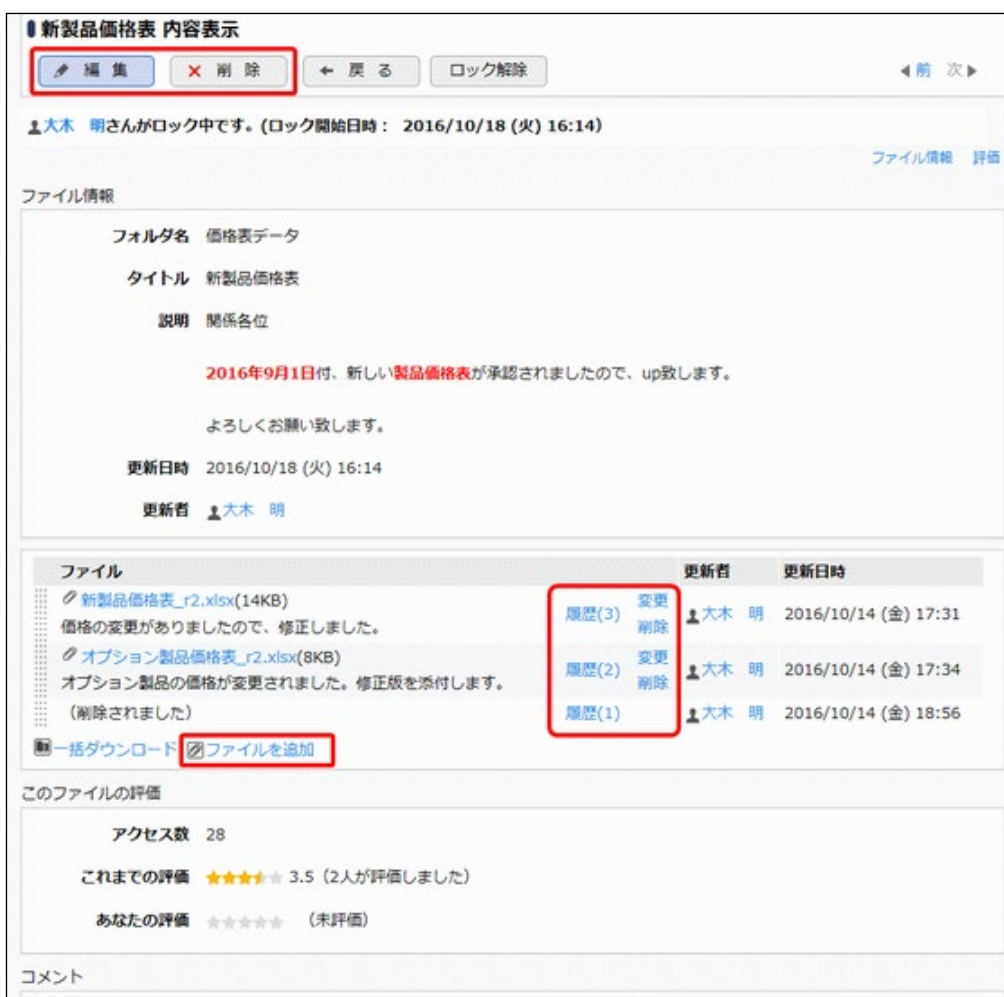 新製品価格表 内容表示
編 集 削 除 戻 る ロック解除 前 次
大木 明さんがロック中です。(ロック開始日時： 2016/10/18 (火) 16:14)
ファイル情報 評価
ファイル情報
フォルダ名 価格表データ
タイトル 新製品価格表
説明 関係各位
2016年9月1日付、新しい製品価格表が承認されましたので、up致します。
よろしくお願い致します。
更新日時 2016/10/18 (火) 16:14
更新者 大木 明
ファイル 更新者 更新日時
新製品価格表_r2.xlsx(14KB)
価格の変更がありましたので、修正しました。
履歴(3) 変更
削除
大木 明 2016/10/14 (金) 17:31
オプション製品価格表_r2.xlsx(8KB)
オプション製品の価格が変更されました。修正版を添付します。
履歴(2) 変更
削除
大木 明 2016/10/14 (金) 17:34
（削除されました） 履歴(1) 大木 明 2016/10/14 (金) 18:56
一括ダウンロード ファイルを追加
このファイルの評価
アクセス数 28
これまでの評価 3.5（2人が評価しました）
あなたの評価 （未評価）
コメント